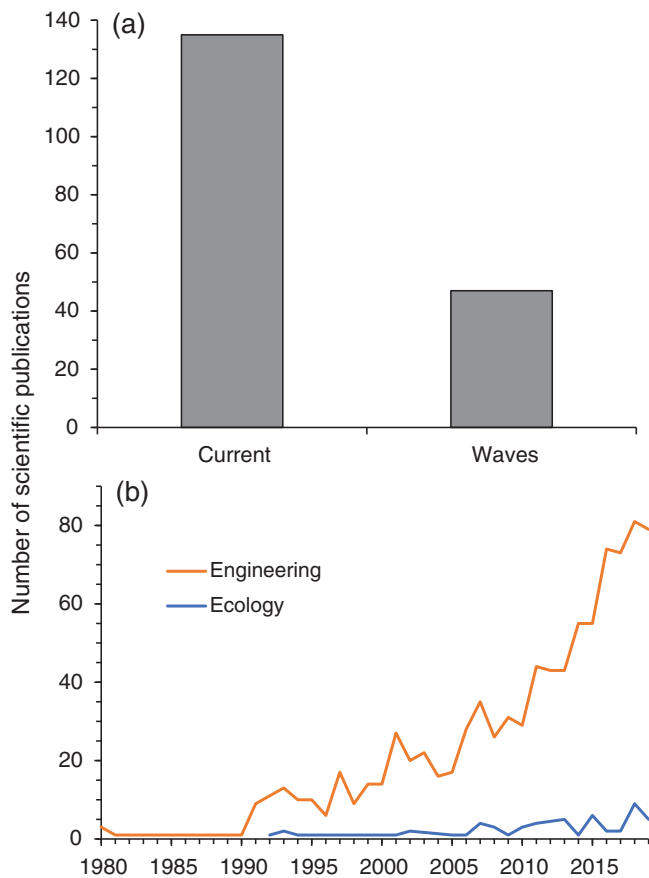 (a)
140
120
100
80
60
40
20
0
Current Waves
Number of scientific publications
(b)
80
60
40
20
0
Engineering
Ecology
1980 1985 1990 1995 2000 2005 2010 2015